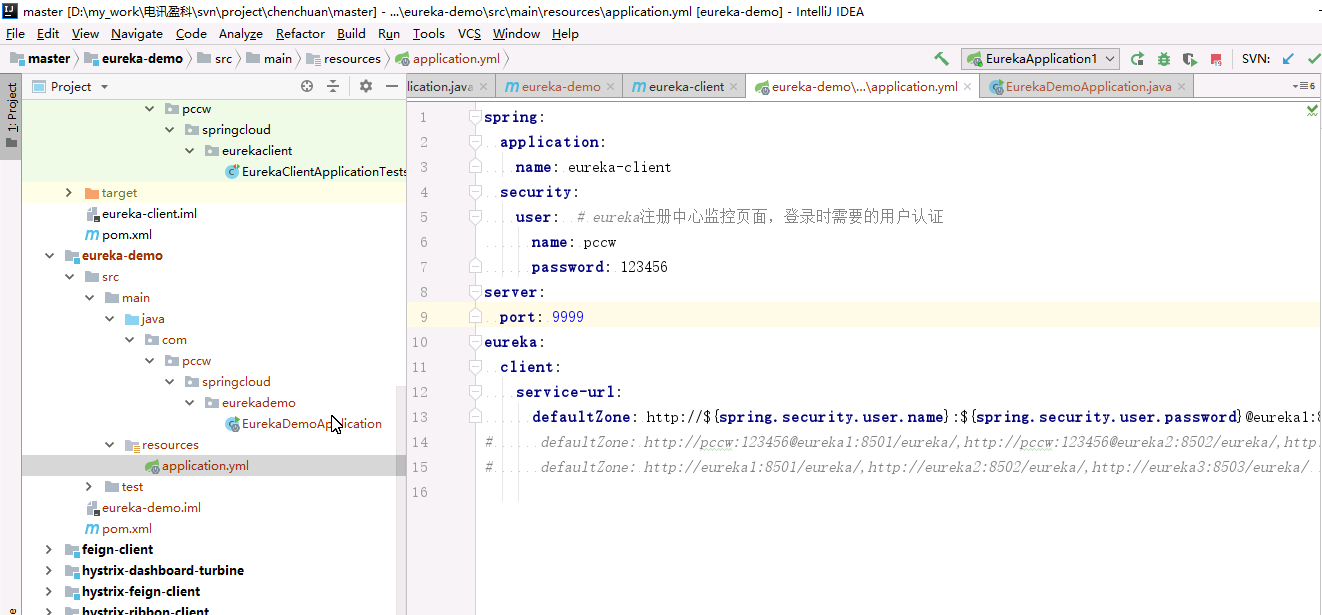 master [D:\my_work\电讯盈科\svn\project\chenchuan\master] - ...\eureka-demo\src\main\resources\application.yml [eureka-demo] - IntelliJ IDEA
File Edit View Navigate Code Analyze Refactor Build Run Tools VCS Window Help
master eureka-demo src main resources application.yml EurekaApplication1 SVN:
Project lication.java eureka-demo eureka-client eureka-demo\...\application.yml EurekaDemoApplication.java 6
1: Project
pccw
springcloud
eurekaclient
EurekaClientApplicationTests
target
eureka-client.iml
pom.xml
eureka-demo
src
main
java
com
pccw
springcloud
eurekademo
EurekaDemoApplication
resources
application.yml
test
eureka-demo.iml
pom.xml
feign-client
hystrix-dashboard-turbine
hystrix-feign-client
hystrix-ribbon-client
1 spring:
2 application:
3 name: eureka-client
4 security:
5 user: # eureka注册中心监控页面，登录时需要的用户认证
6 name: pccw
7 password: 123456
8 server:
9 port: 9999
10 eureka:
11 client:
12 service-url:
13 defaultZone: http://${spring.security.user.name}:${spring.security.user.password}@eureka1:8
14 # defaultZone: http://pccw:123456@eureka1:8501/eureka/,http://pccw:123456@eureka2:8502/eureka/,http
15 # defaultZone: http://eureka1:8501/eureka/,http://eureka2:8502/eureka/,http://eureka3:8503/eureka/
16